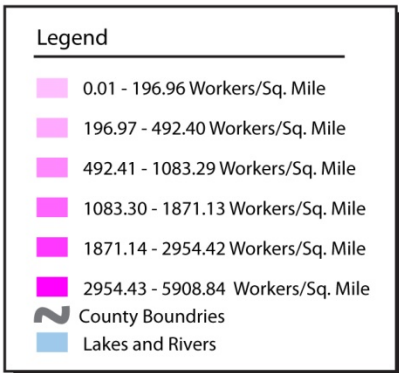 Legend
0.01 - 196.96 Workers/Sq. Mile
196.97 - 492.40 Workers/Sq. Mile
492.41 - 1083.29 Workers/Sq. Mile
1083.30 - 1871.13 Workers/Sq. Mile
1871.14 - 2954.42 Workers/Sq. Mile
2954.43 - 5908.84 Workers/Sq. Mile
County Boundries
Lakes and Rivers